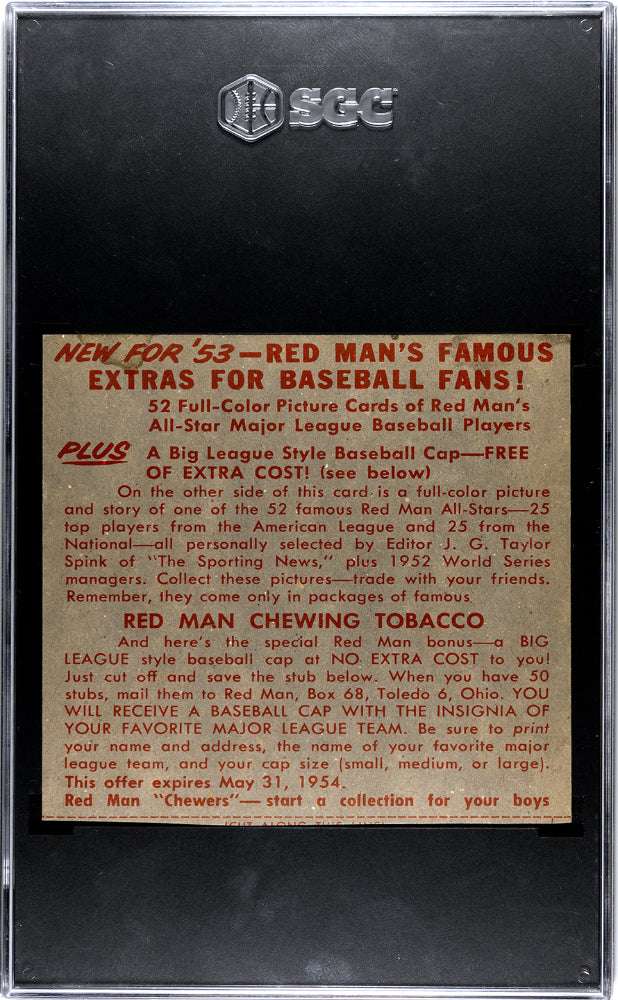 SGC
NEW FOR '53—RED MAN'S FAMOUS
EXTRAS FOR BASEBALL FANS!
52 Full-Color Picture Cards of Red Man's
All-Star Major League Baseball Players
PLUS A Big League Style Baseball Cap—FREE
OF EXTRA COST! (see below)
On the other side of this card is a full-color picture
and story of one of the 52 famous Red Man All-Stars—25
top players from the American League and 25 from the
National—all personally selected by Editor J. G. Taylor
Spink of "The Sporting News," plus 1952 World Series
managers. Collect these pictures—trade with your friends.
Remember, they come only in packages of famous
RED MAN CHEWING TOBACCO
And here's the special Red Man bonus—a BIG
LEAGUE style baseball cap at NO EXTRA COST to you!
Just cut off and save the stub below. When you have 50
stubs, mail them to Red Man, Box 68, Toledo 6, Ohio. YOU
WILL RECEIVE A BASEBALL CAP WITH THE INSIGNIA OF
YOUR FAVORITE MAJOR LEAGUE TEAM. Be sure to print
your name and address, the name of your favorite major
league team, and your cap size (small, medium, or large).
This offer expires May 31, 1954.
Red Man "Chewers"—start a collection for your boys
(CUT ALONG THIS LINE)